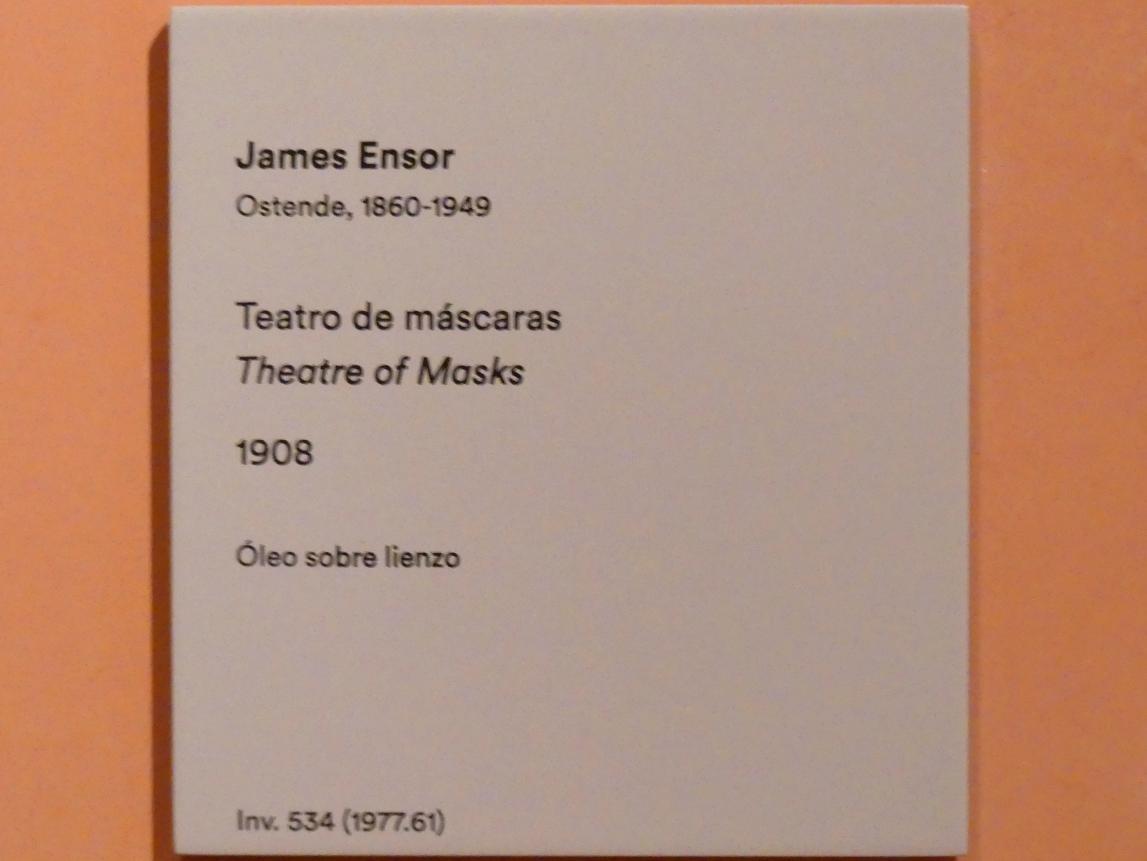 James Ensor
Ostende, 1860-1949
Teatro de máscaras
Theatre of Masks
1908
Óleo sobre lienzo
Inv. 534 (1977.61)